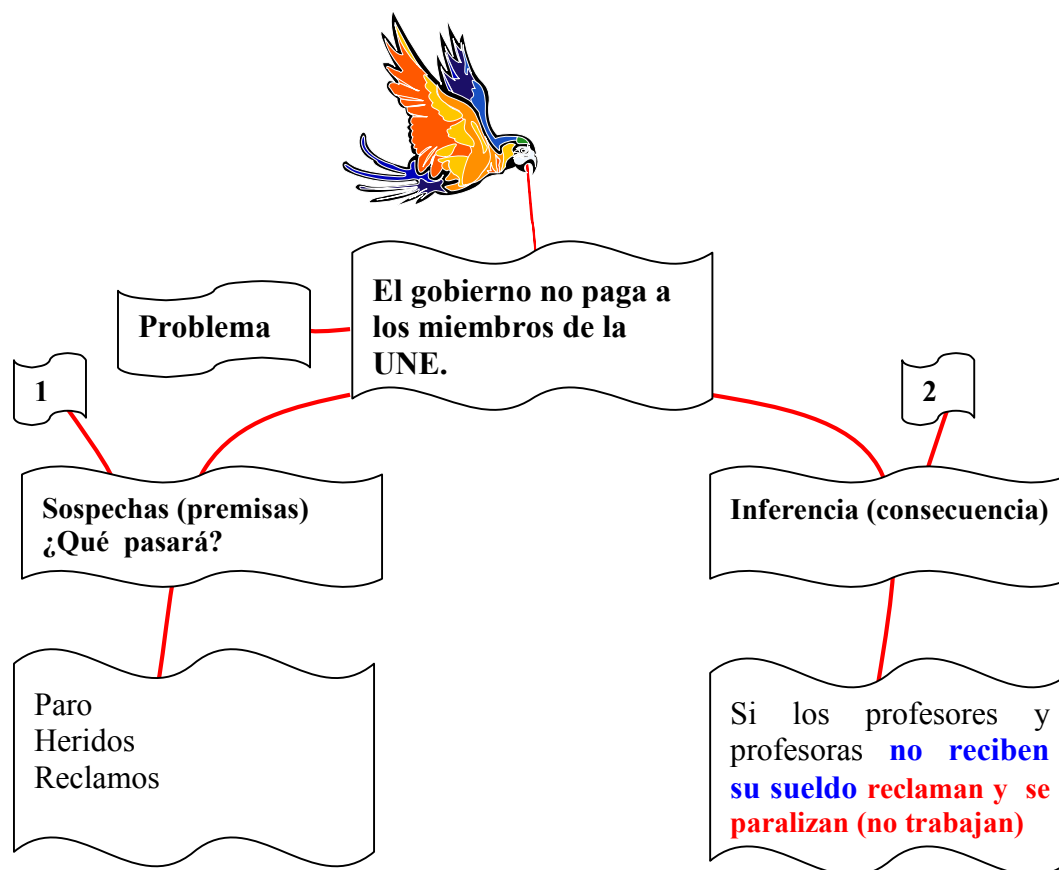 El gobierno no paga a
los miembros de la
UNE.
Problema
1
2
Sospechas (premisas)
¿Qué pasará?
Inferencia (consecuencia)
Paro
Heridos
Reclamos
Si los profesores y
profesoras no reciben
su sueldo reclaman y se
paralizan (no trabajan)